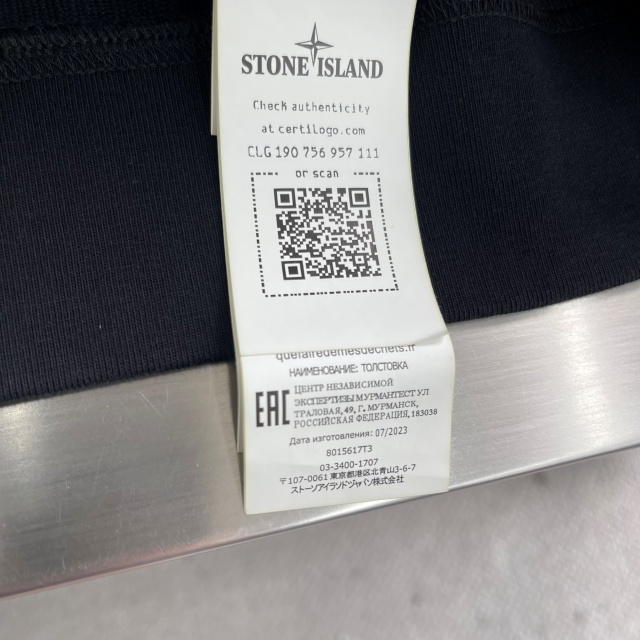 STONE ISLAND
Check authenticity
at certilogo.com
CLG 190 756 957 111
or scan
quefairedemesdechets.fr
НАИМЕНОВАНИЕ: ТОЛСТОВКА
EAC
ЦЕНТР НЕЗАВИСИМОЙ
ЭКСПЕРТИЗЫ МУРМАНТЕСТ УЛ
ТРАЛОВАЯ, 49, Г. МУРМАНСК,
РОССИЙСКАЯ ФЕДЕРАЦИЯ, 183038
Дата изготовления: 07/2023
8015617T3
03-3400-1707
〒107-0061 東京都港区北青山3-6-7
ストーンアイランドジャパン株式会社